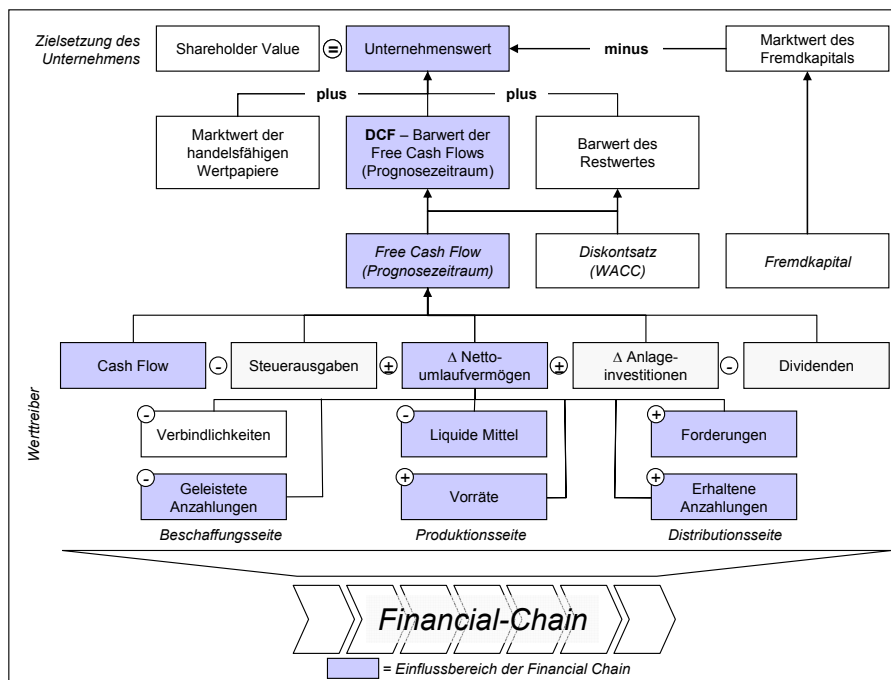 Zielsetzung des
Unternehmens
Shareholder Value
=
Unternehmenswert
minus
Marktwert des
Fremdkapitals
plus
plus
Marktwert der
handelsfähigen
Wertpapiere
DCF – Barwert der
Free Cash Flows
(Prognosezeitraum)
Barwert des
Restwertes
Free Cash Flow
(Prognosezeitraum)
Diskontsatz
(WACC)
Fremdkapital
Werttreiber
Cash Flow
-
Steuerausgaben
±
Δ Netto-
umlaufvermögen
±
Δ Anlage-
investitionen
-
Dividenden
-
Verbindlichkeiten
-
Liquide Mittel
+
Forderungen
-
Geleistete
Anzahlungen
+
Vorräte
+
Erhaltene
Anzahlungen
Beschaffungsseite
Produktionsseite
Distributionsseite
Financial-Chain
= Einflussbereich der Financial Chain